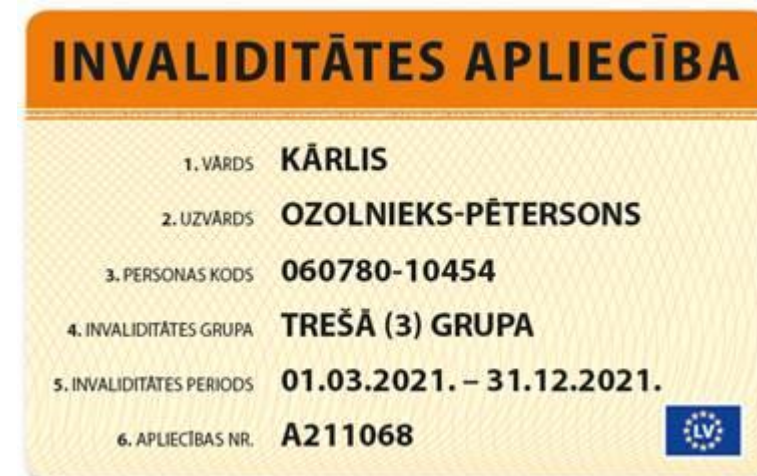 INVALIDITĀTES APLIECĪBA
1. VĀRDS KĀRLIS
2. UZVĀRDS OZOLNIEKS-PĒTERSONS
3. PERSONAS KODS 060780-10454
4. INVALIDITĀTES GRUPA TREŠĀ (3) GRUPA
5. INVALIDITĀTES PERIODS 01.03.2021. – 31.12.2021.
6. APLIECĪBAS NR. A211068
LV